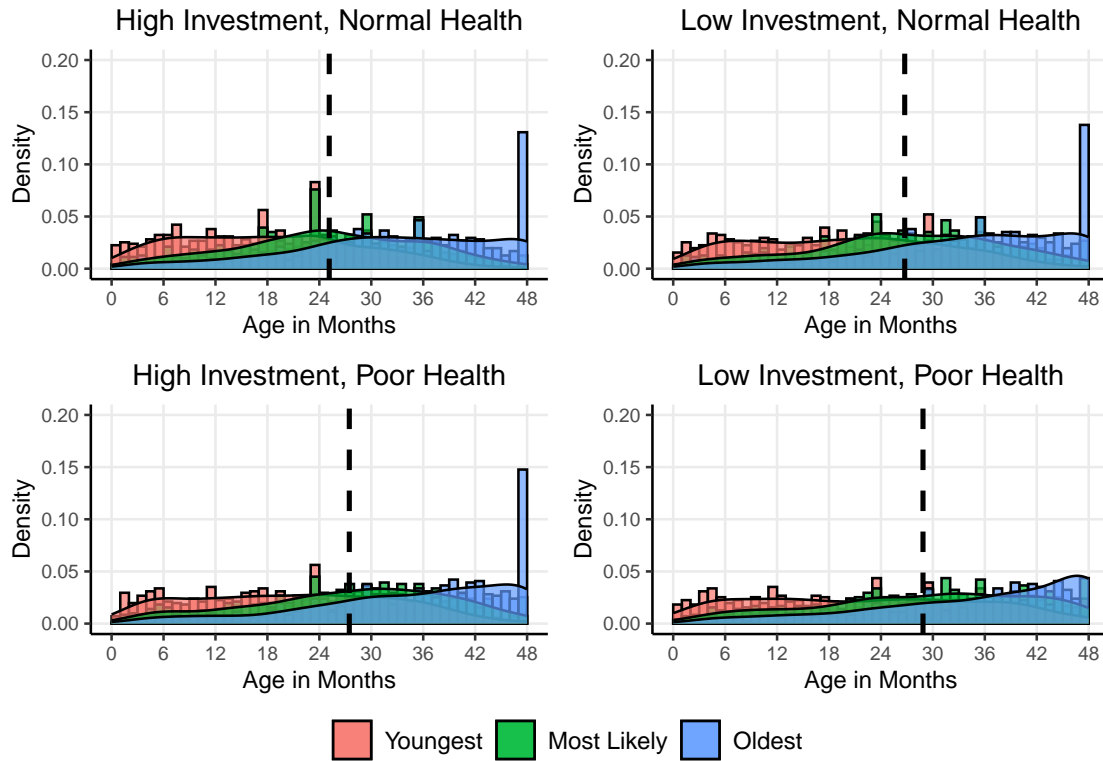 High Investment, Normal Health
Low Investment, Normal Health
0.20
0.15
0.10
0.05
0.00
Density
0 6 12 18 24 30 36 42 48
Age in Months
0.20
0.15
0.10
0.05
0.00
Density
0 6 12 18 24 30 36 42 48
Age in Months
High Investment, Poor Health
Low Investment, Poor Health
0.20
0.15
0.10
0.05
0.00
Density
0 6 12 18 24 30 36 42 48
Age in Months
0.20
0.15
0.10
0.05
0.00
Density
0 6 12 18 24 30 36 42 48
Age in Months
Youngest Most Likely Oldest